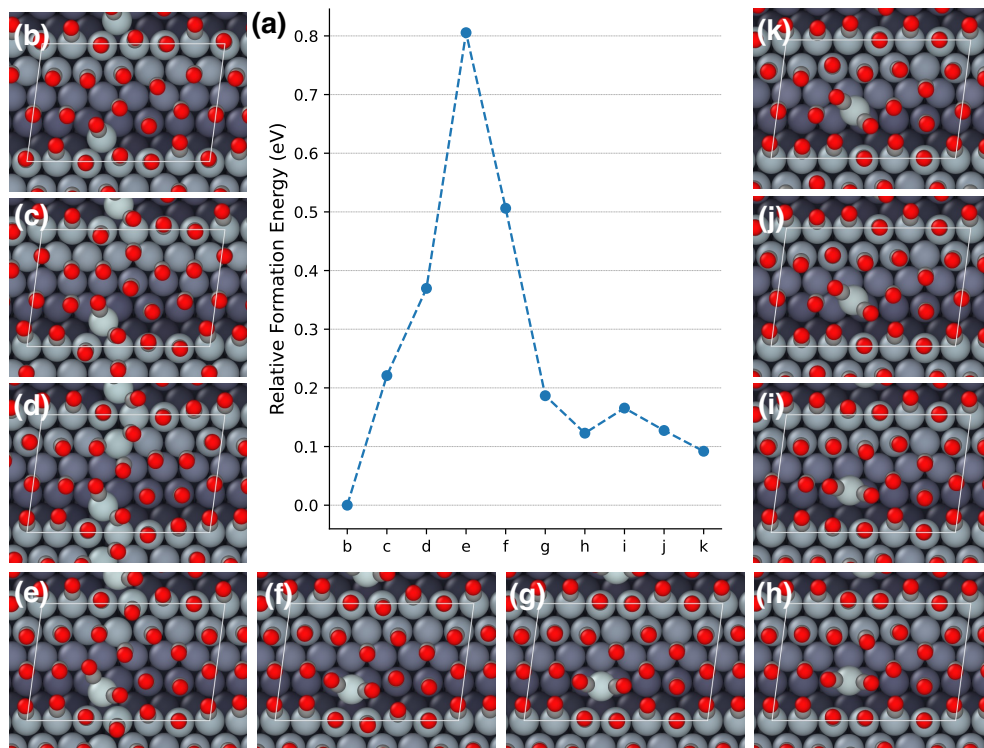 (b)
(a)
(k)
(c)
(j)
(d)
(i)
(e)
(f)
(g)
(h)
Relative Formation Energy (eV)
0.8
0.7
0.6
0.5
0.4
0.3
0.2
0.1
0.0
b c d e f g h i j k